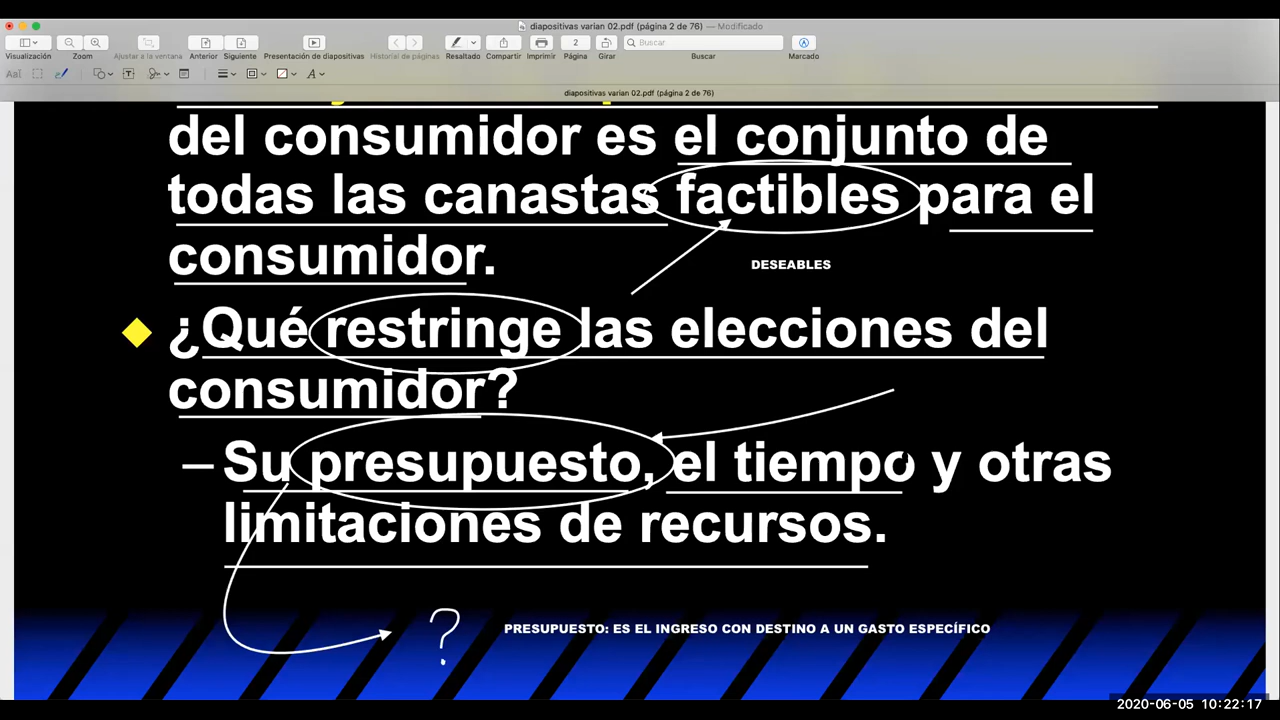 diapositivas varian 02.pdf (página 2 de 76) — Modificado
2
Buscar
Visualización Zoom Ajustar a la ventana Anterior Siguiente Presentación de diapositivas Historial de páginas Resaltado Compartir Imprimir Página Girar Buscar Marcado
diapositivas varian 02.pdf (página 2 de 76)
del consumidor es el conjunto de
todas las canastas factibles para el
consumidor.
DESEABLES
¿Qué restringe las elecciones del
consumidor?
– Su presupuesto, el tiempo y otras
limitaciones de recursos.
?
PRESUPUESTO: ES EL INGRESO CON DESTINO A UN GASTO ESPECÍFICO
2020-06-05 10:22:17